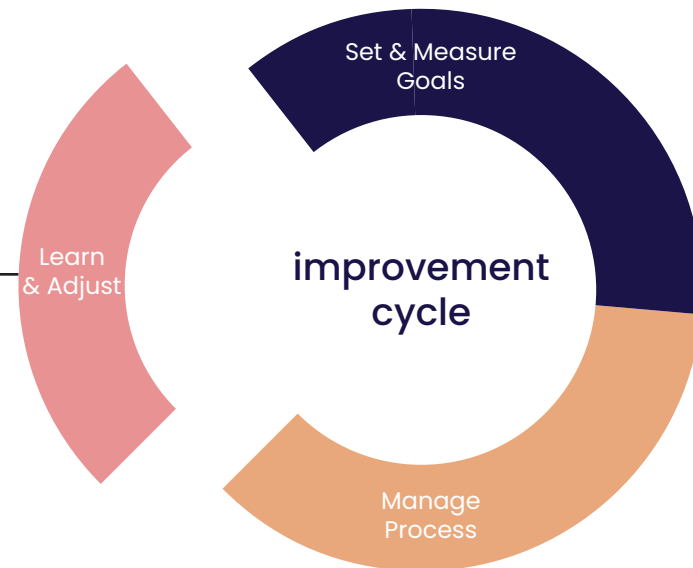 Set & Measure
Goals
Learn
& Adjust
improvement
cycle
Manage
Process